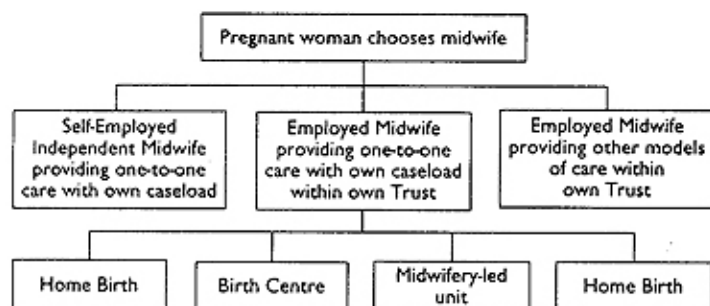 Pregnant woman chooses midwife
Self-Employed
Independent Midwife
providing one-to-one
care with own caseload
Employed Midwife
providing one-to-one
care with own caseload
within own Trust
Employed Midwife
providing other models
of care within
own Trust
Home Birth
Birth Centre
Midwifery-led
unit
Home Birth